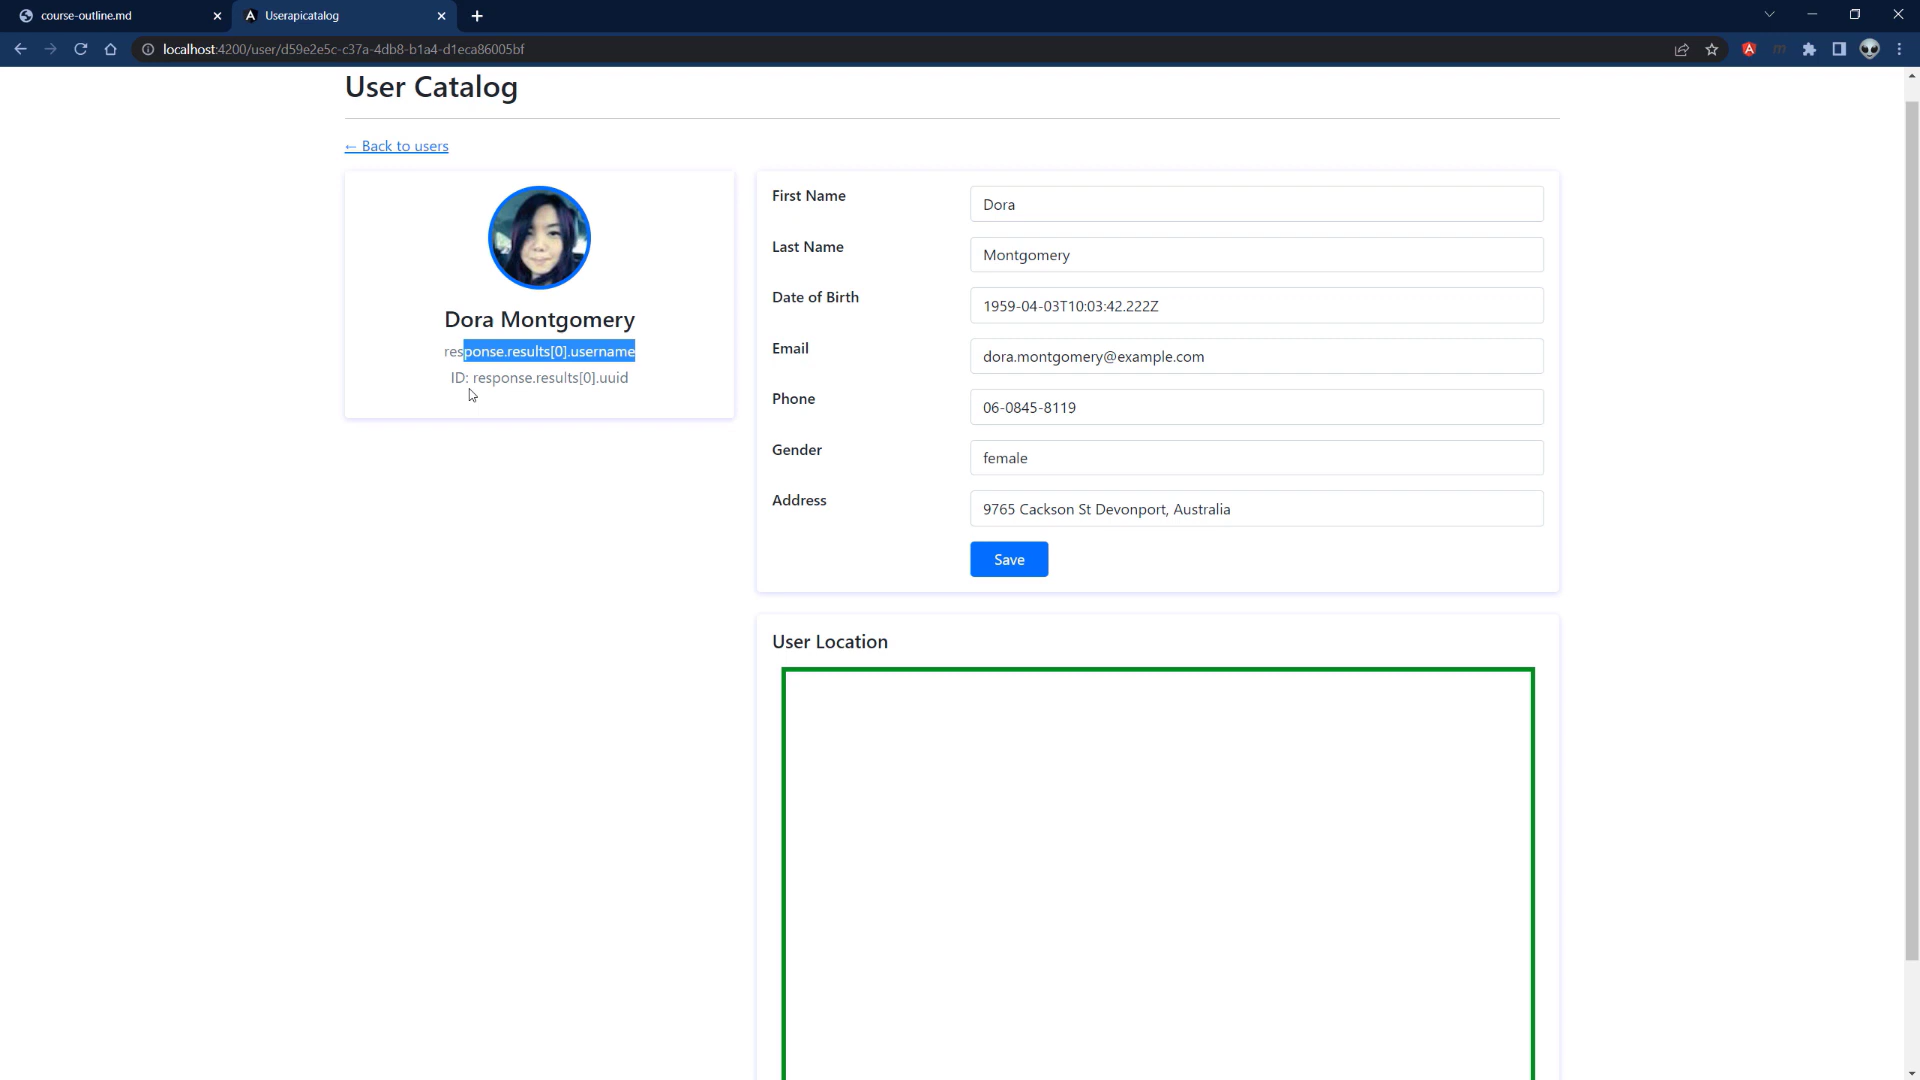 course-outline.md
Userapicatalog
localhost:4200/user/d59e2e5c-c37a-4db8-b1a4-d1eca86005bf
User Catalog
← Back to users
Dora Montgomery
response.results[0].username
ID: response.results[0].uuid
First Name
Dora
Last Name
Montgomery
Date of Birth
1959-04-03T10:03:42.222Z
Email
dora.montgomery@example.com
Phone
06-0845-8119
Gender
female
Address
9765 Cackson St Devonport, Australia
Save
User Location